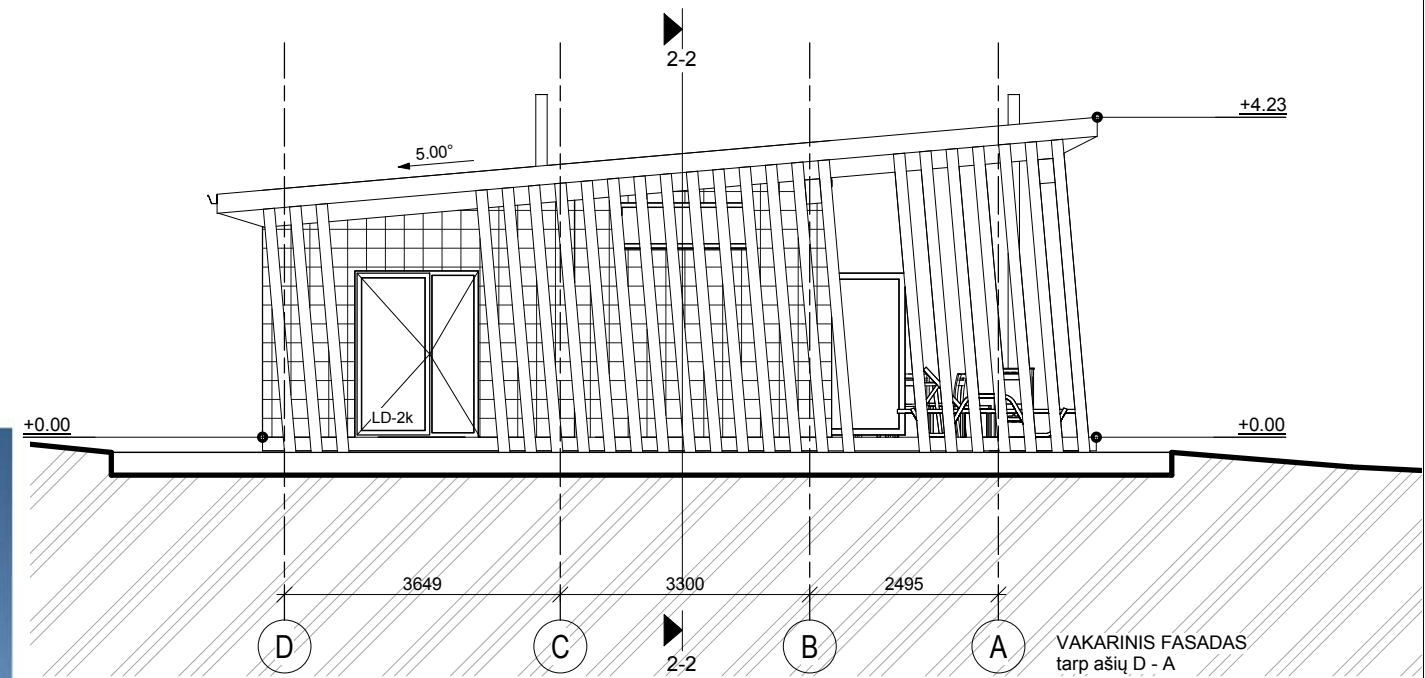 2-2
+4.23
5.00°
LD-2k
+0.00
+0.00
3649
3300
2495
D
C
B
A
2-2
VAKARINIS FASADAS
tarp ašių D - A